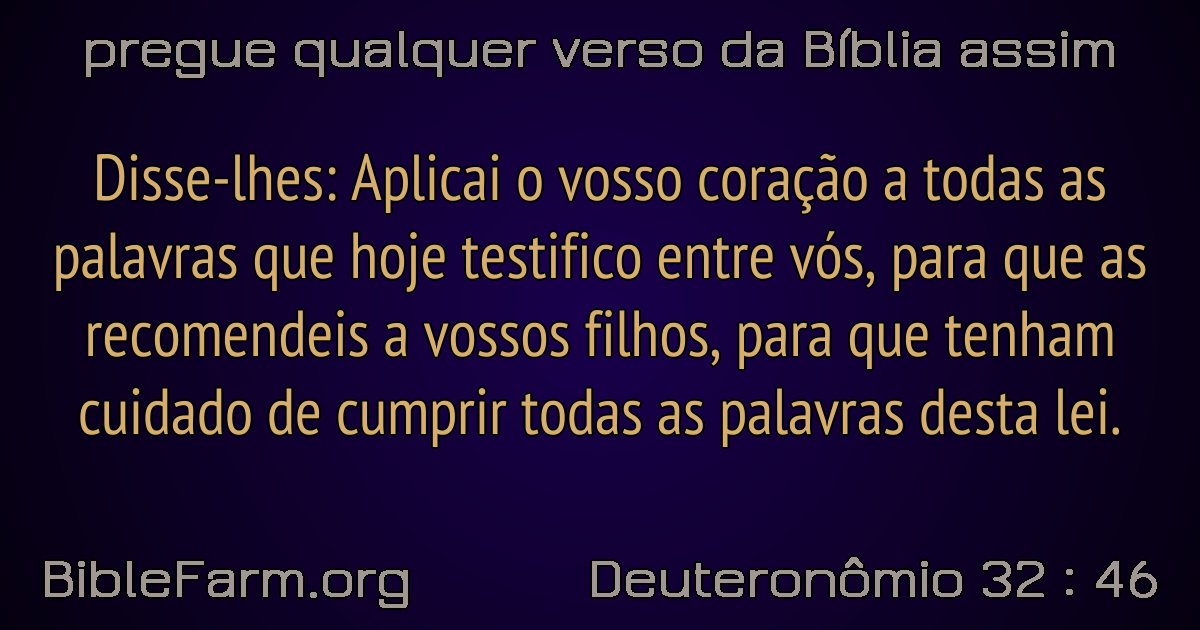 pregue qualquer verso da Bíblia assim
Disse-lhes: Aplicai o vosso coração a todas as
palavras que hoje testifico entre vós, para que as
recomendeis a vossos filhos, para que tenham
cuidado de cumprir todas as palavras desta lei.
BibleFarm.org
Deuteronômio 32 : 46